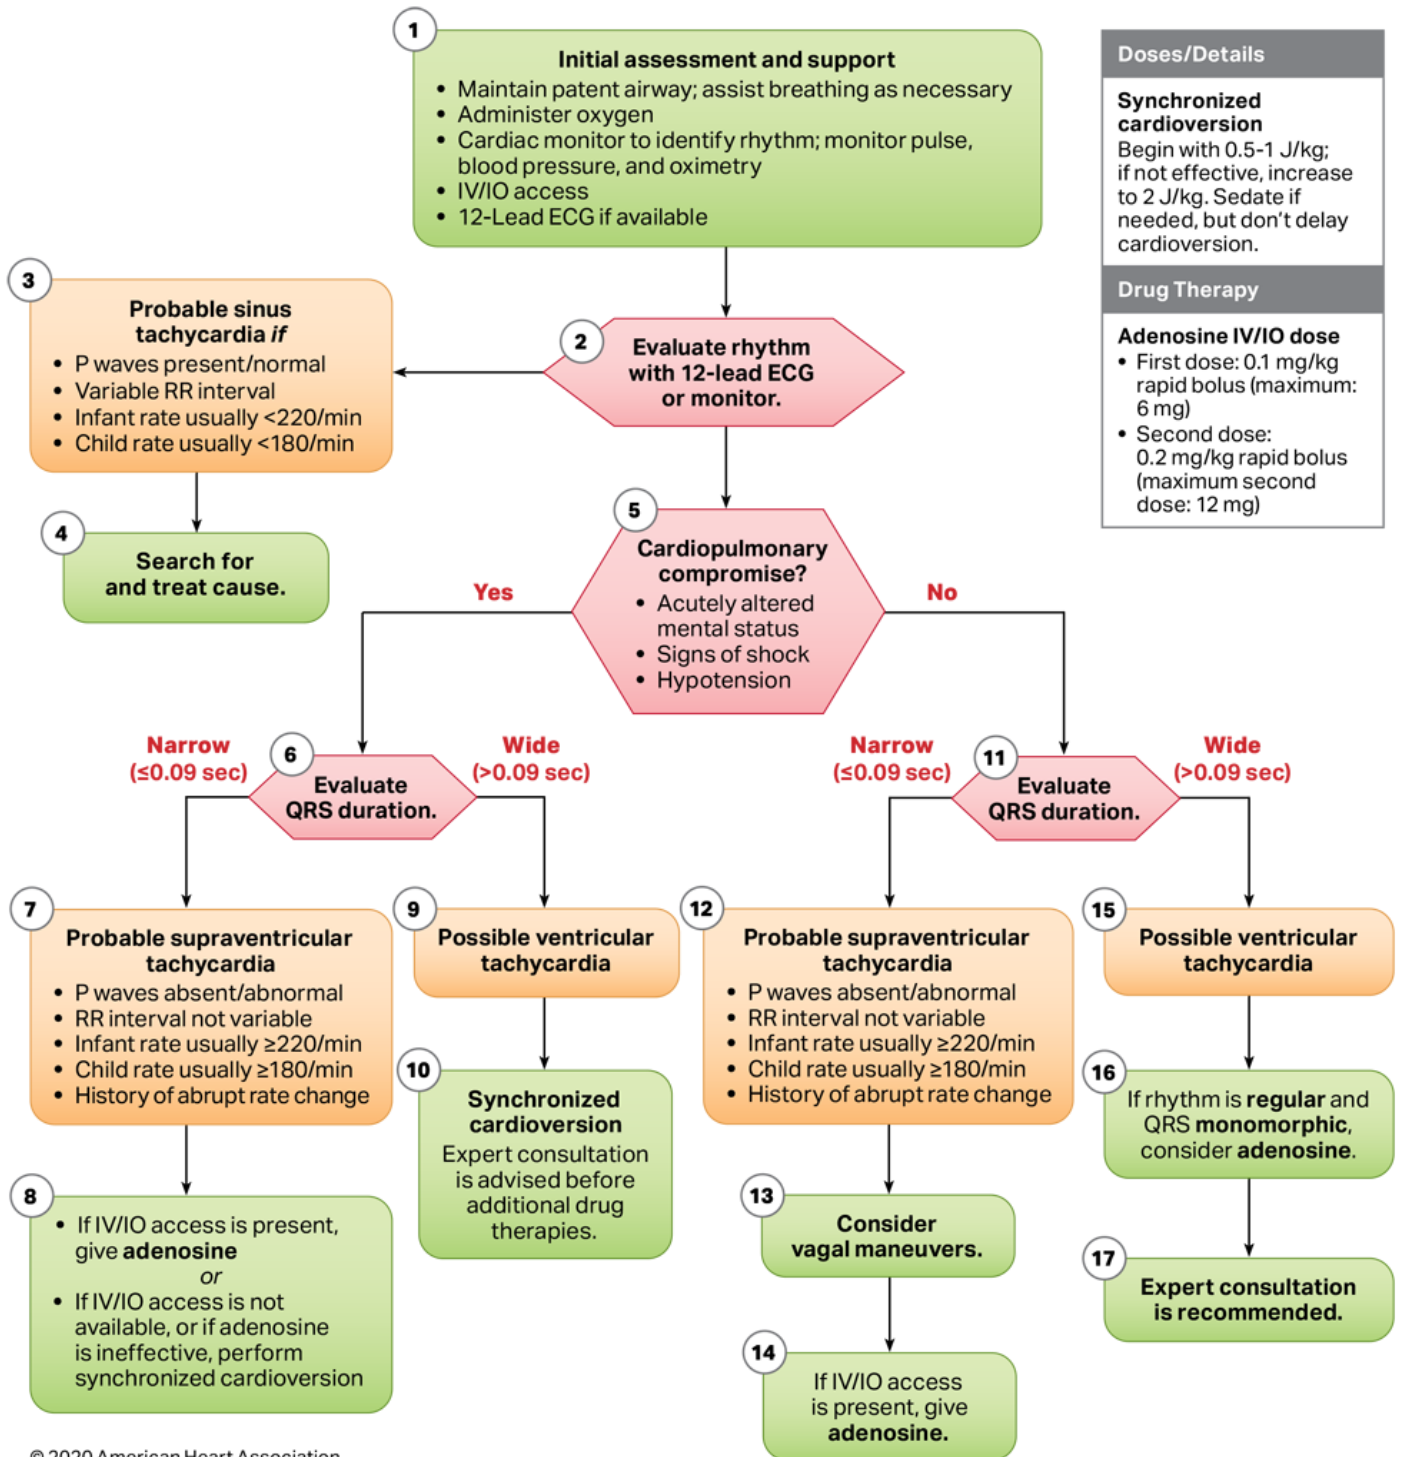 1
Initial assessment and support
• Maintain patent airway; assist breathing as necessary
• Administer oxygen
• Cardiac monitor to identify rhythm; monitor pulse,
blood pressure, and oximetry
• IV/IO access
• 12-Lead ECG if available
Doses/Details
Synchronized
cardioversion
Begin with 0.5-1 J/kg;
if not effective, increase
to 2 J/kg. Sedate if
needed, but don't delay
cardioversion.
Drug Therapy
Adenosine IV/IO dose
• First dose: 0.1 mg/kg
rapid bolus (maximum:
6 mg)
• Second dose:
0.2 mg/kg rapid bolus
(maximum second
dose: 12 mg)
2
Evaluate rhythm
with 12-lead ECG
or monitor.
3
Probable sinus
tachycardia if
• P waves present/normal
• Variable RR interval
• Infant rate usually <220/min
• Child rate usually <180/min
4
Search for
and treat cause.
5
Cardiopulmonary
compromise?
• Acutely altered
mental status
• Signs of shock
• Hypotension
Yes
No
6
Evaluate
QRS duration.
Narrow
(≤0.09 sec)
Wide
(>0.09 sec)
7
Probable supraventricular
tachycardia
• P waves absent/abnormal
• RR interval not variable
• Infant rate usually ≥220/min
• Child rate usually ≥180/min
• History of abrupt rate change
8
• If IV/IO access is present,
give adenosine
or
• If IV/IO access is not
available, or if adenosine
is ineffective, perform
synchronized cardioversion
9
Possible ventricular
tachycardia
10
Synchronized
cardioversion
Expert consultation
is advised before
additional drug
therapies.
11
Evaluate
QRS duration.
Narrow
(≤0.09 sec)
Wide
(>0.09 sec)
12
Probable supraventricular
tachycardia
• P waves absent/abnormal
• RR interval not variable
• Infant rate usually ≥220/min
• Child rate usually ≥180/min
• History of abrupt rate change
13
Consider
vagal maneuvers.
14
If IV/IO access
is present, give
adenosine.
15
Possible ventricular
tachycardia
16
If rhythm is regular and
QRS monomorphic,
consider adenosine.
17
Expert consultation
is recommended.
© 2020 American Heart Association